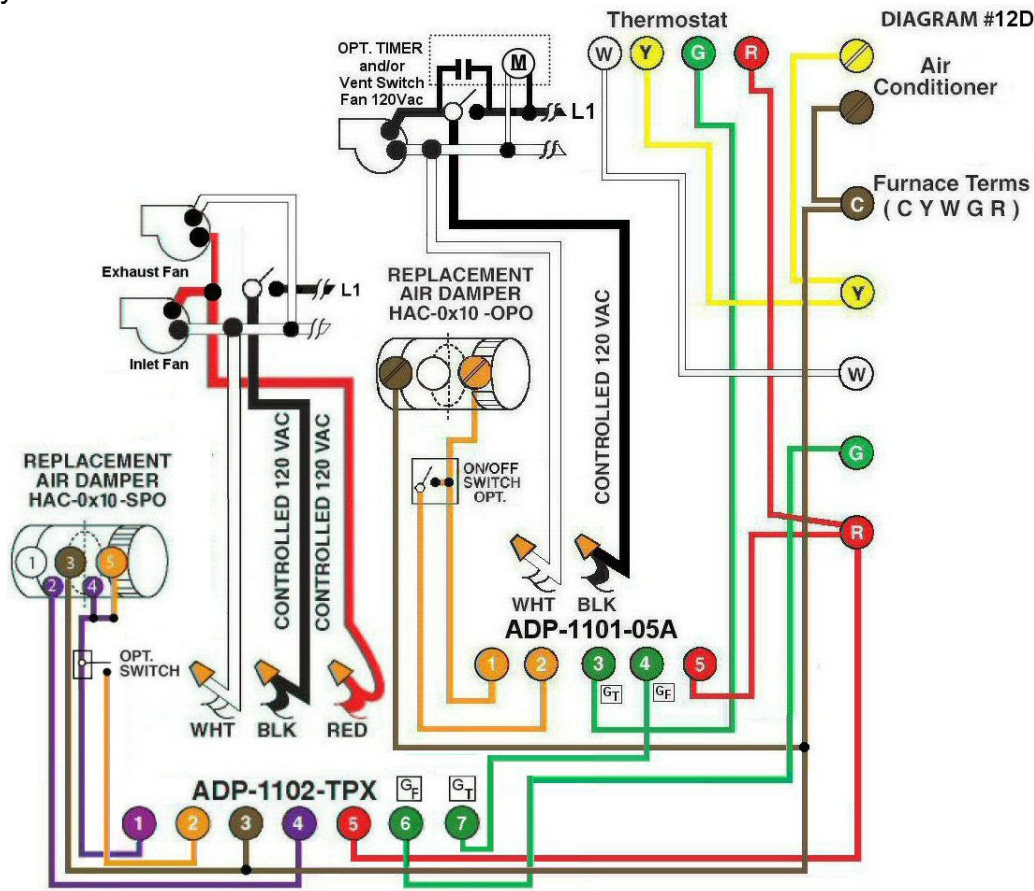 y
Thermostat
DIAGRAM #12D
OPT. TIMER
and/or
Vent Switch
Fan 120Vac
M
L1
W
Y
G
R
Air
Conditioner
Furnace Terms
( C Y W G R )
C
Y
W
G
R
Exhaust Fan
Inlet Fan
L1
REPLACEMENT
AIR DAMPER
HAC-0x10 -OPO
CONTROLLED 120 VAC
ON/OFF
SWITCH
OPT.
WHT
BLK
ADP-1101-05A
1
2
3
4
5
GT
GF
REPLACEMENT
AIR DAMPER
HAC-0x10-SPO
1
3
5
2
4
OPT.
SWITCH
CONTROLLED 120 VAC
CONTROLLED 120 VAC
WHT
BLK
RED
ADP-1102-TPX
GF
GT
1
2
3
4
5
6
7